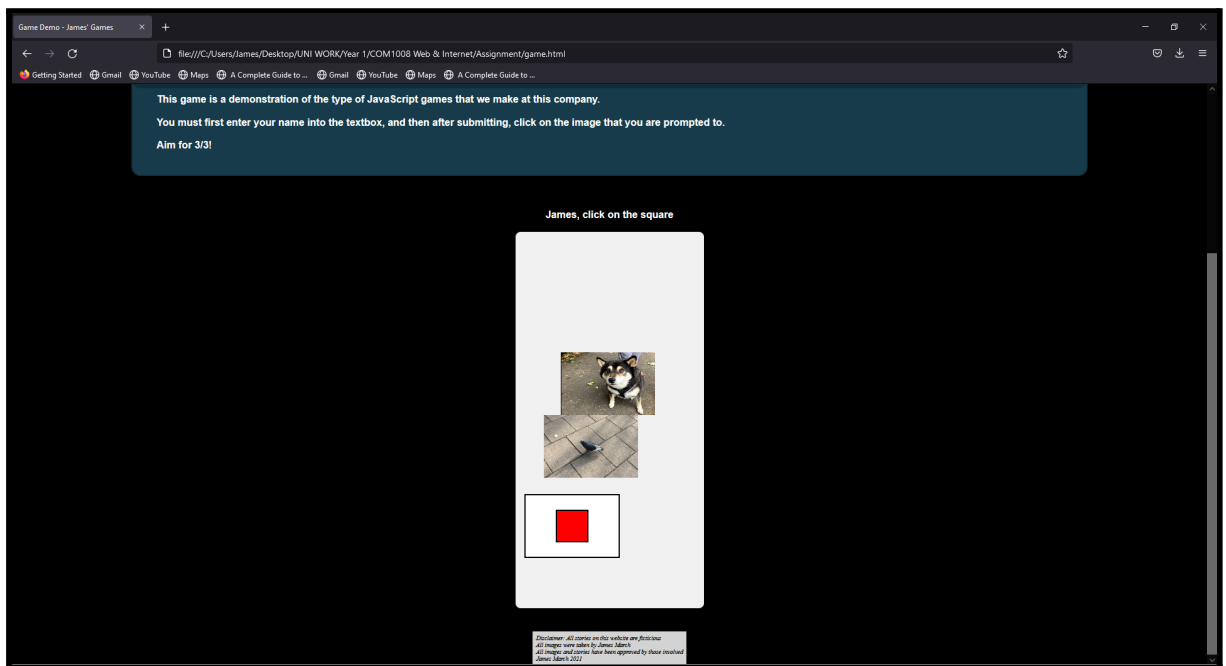 Game Demo - James' Games
file:///C:/Users/James/Desktop/UNI WORK/Year 1/COM1008 Web & Internet/Assignment/game.html
Getting Started Gmail YouTube Maps A Complete Guide to ... Gmail YouTube Maps A Complete Guide to ...
This game is a demonstration of the type of JavaScript games that we make at this company.
You must first enter your name into the textbox, and then after submitting, click on the image that you are prompted to.
Aim for 3/3!
James, click on the square
Disclaimer: All stories on this website are ficticious
All images were taken by James March
All images and stories have been approved by those involved
James March 2021